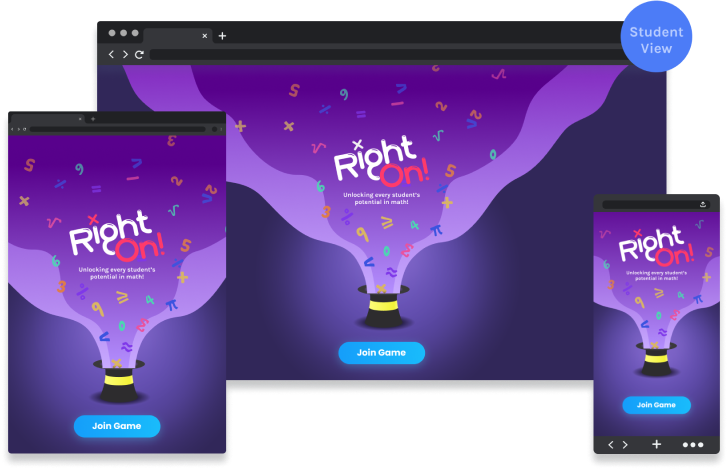 Student
View
Right
On!
Unlocking every student's
potential in math!
Join Game
Right
On!
Unlocking every student's
potential in math!
Join Game
Right
On!
Unlocking every student's
potential in math!
Join Game